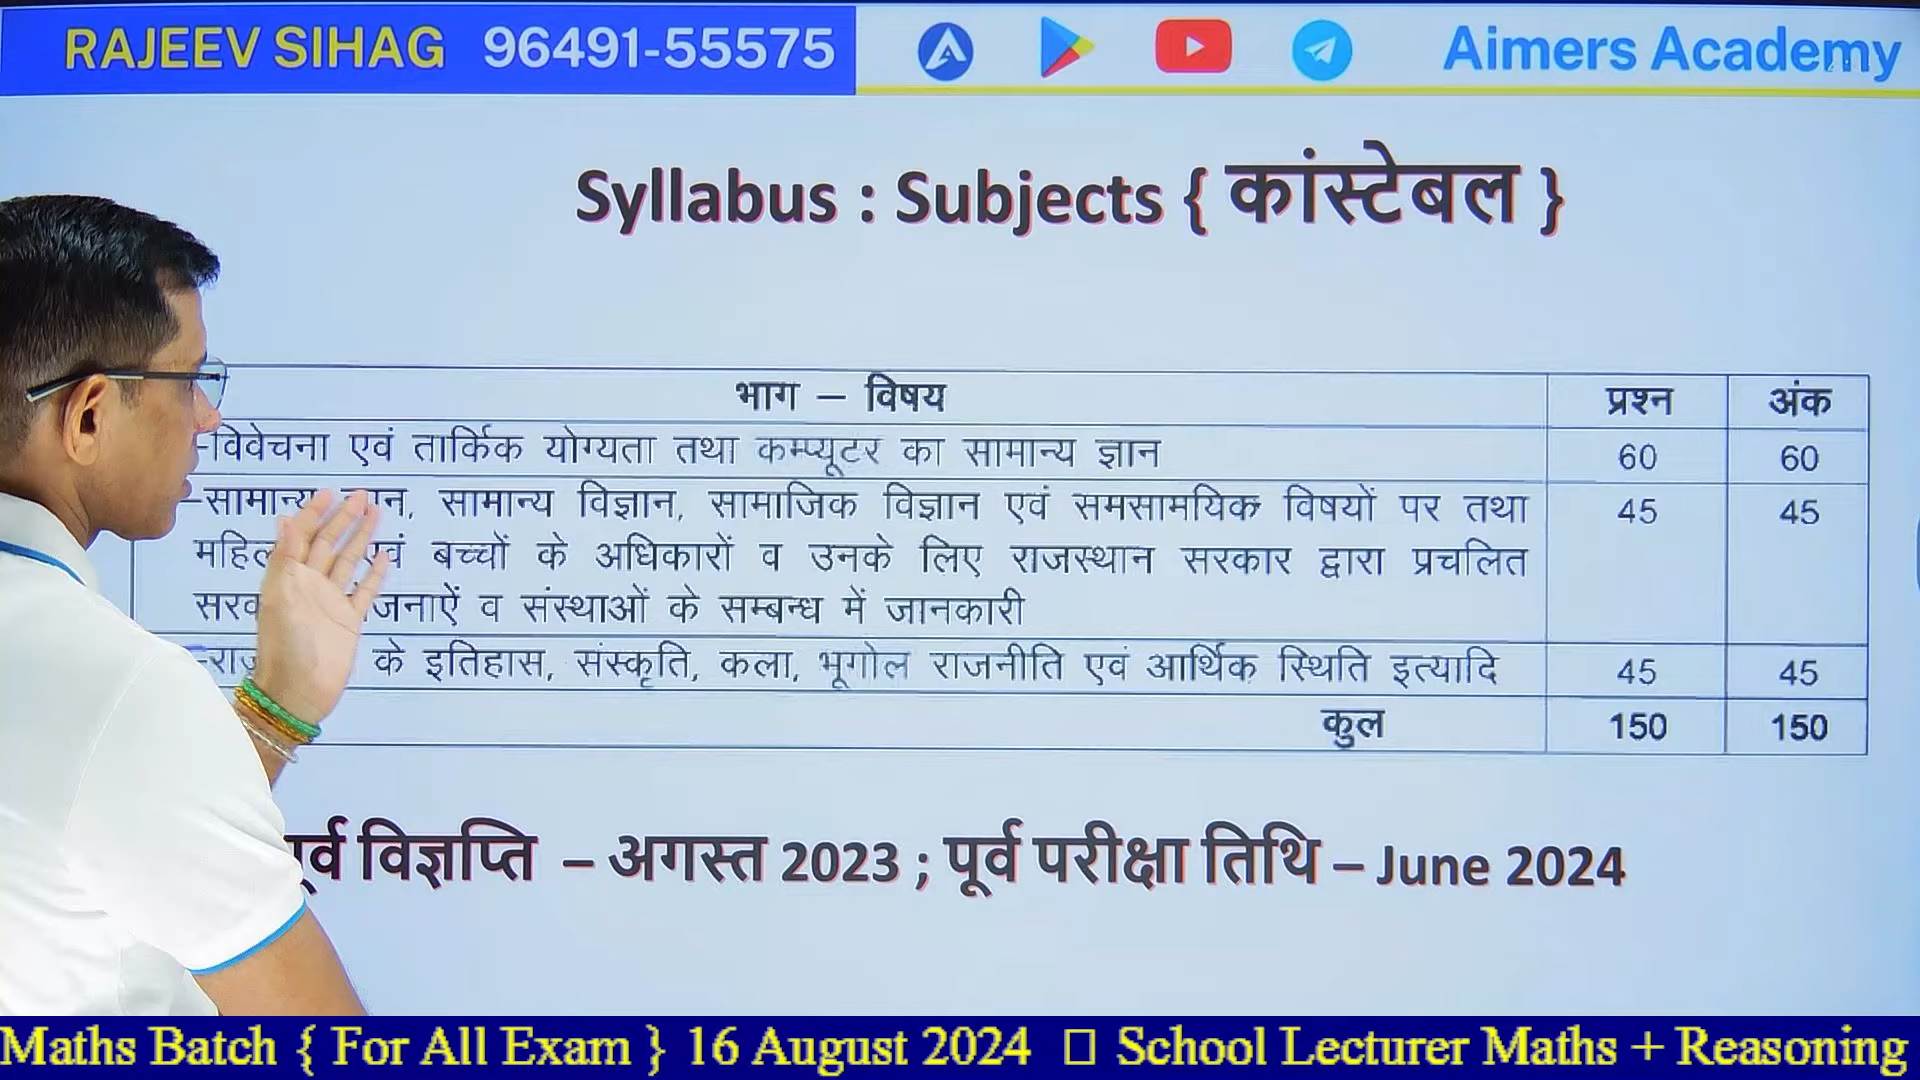 RAJEEV SIHAG 96491-55575 Aimers Academy
Syllabus : Subjects { कांस्टेबल }
भाग – विषय प्रश्न अंक
-विवेचना एवं तार्किक योग्यता तथा कम्प्यूटर का सामान्य ज्ञान 60 60
-सामान्य, सामान्य विज्ञान, सामाजिक विज्ञान एवं समसामयिक विषयों पर तथा 45 45
एवं बच्चों के अधिकारों व उनके लिए राजस्थान सरकार द्वारा प्रचलित
व संस्थाओं के सम्बन्ध में जानकारी
के इतिहास, संस्कृति, कला, भूगोल राजनीति एवं आर्थिक स्थिति इत्यादि 45 45
कुल 150 150
विज्ञप्ति – अगस्त 2023 ; पूर्व परीक्षा तिथि – June 2024
Maths Batch { For All Exam } 16 August 2024 School Lecturer Maths + Reasoning